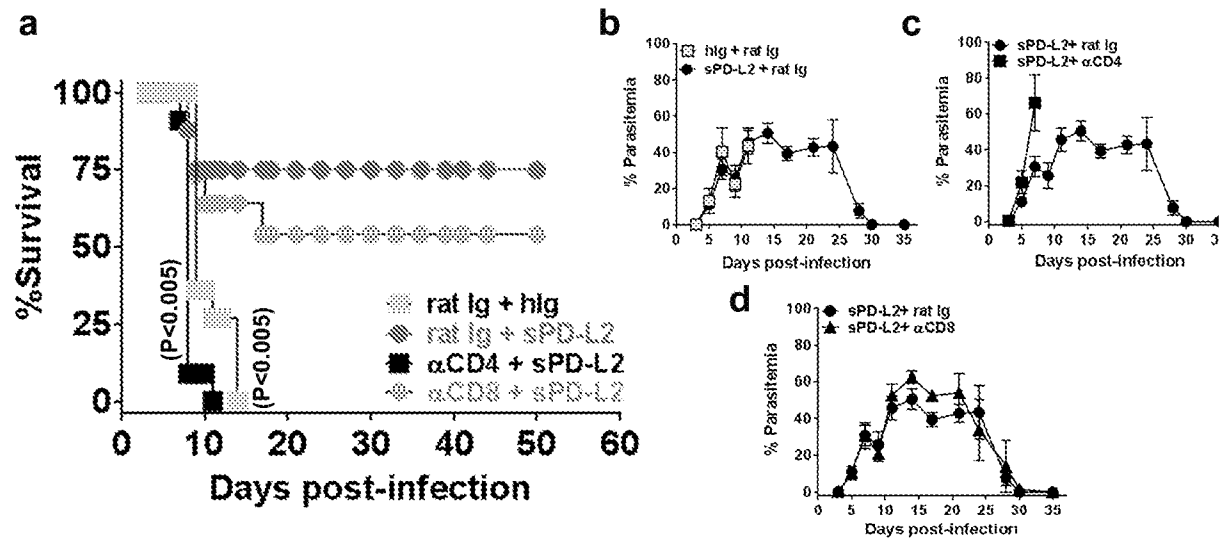 a
%Survival
100
75
50
25
0
(P<0.005)
(P<0.005)
rat Ig + hIg
rat Ig + sPD-L2
αCD4 + sPD-L2
αCD8 + sPD-L2
0 10 20 30 40 50 60
Days post-infection
b
% Parasitemia
100
80
60
40
20
0
hIg + rat Ig
sPD-L2 + rat Ig
0 5 10 15 20 25 30 35
Days post-infection
c
% Parasitemia
100
80
60
40
20
0
sPD-L2+ rat Ig
sPD-L2+ αCD4
0 5 10 15 20 25 30 35
Days post-infection
d
% Parasitemia
100
80
60
40
20
0
sPD-L2+ rat Ig
sPD-L2+ αCD8
0 5 10 15 20 25 30 35
Days post-infection